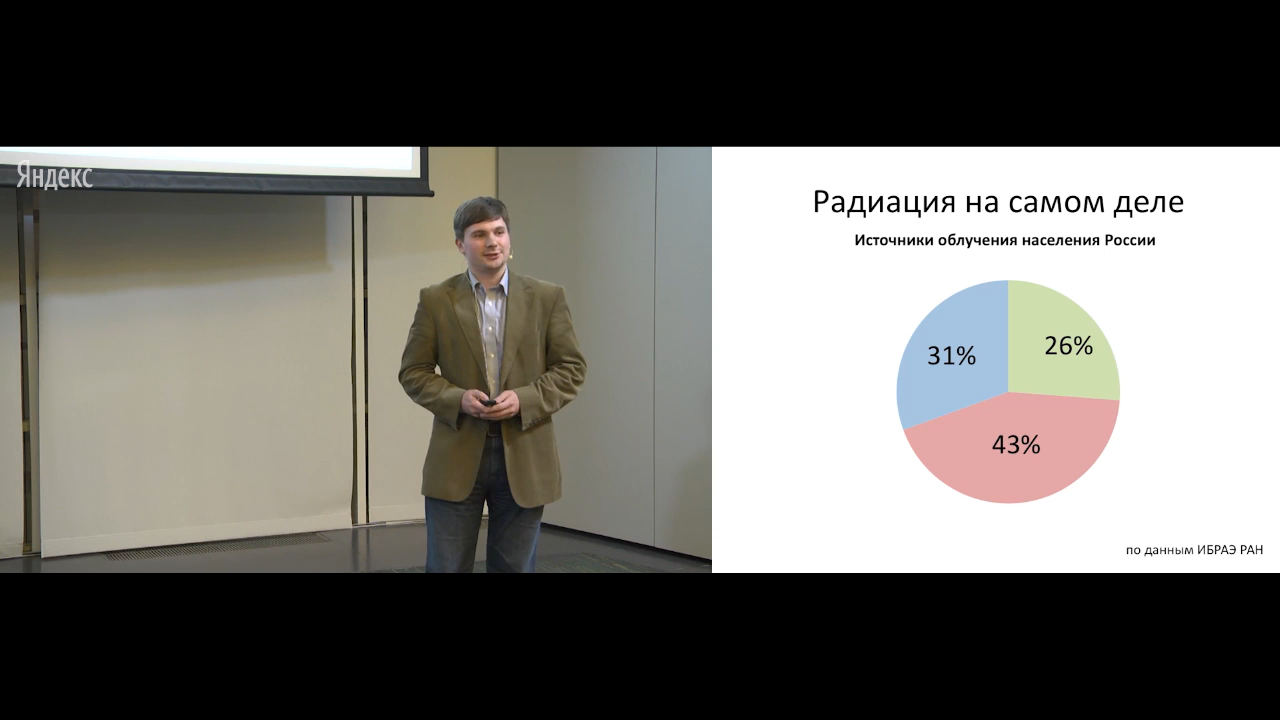 Яндекс
Радиация на самом деле
Источники облучения населения России
31%
26%
43%
по данным ИБРАЭ РАН